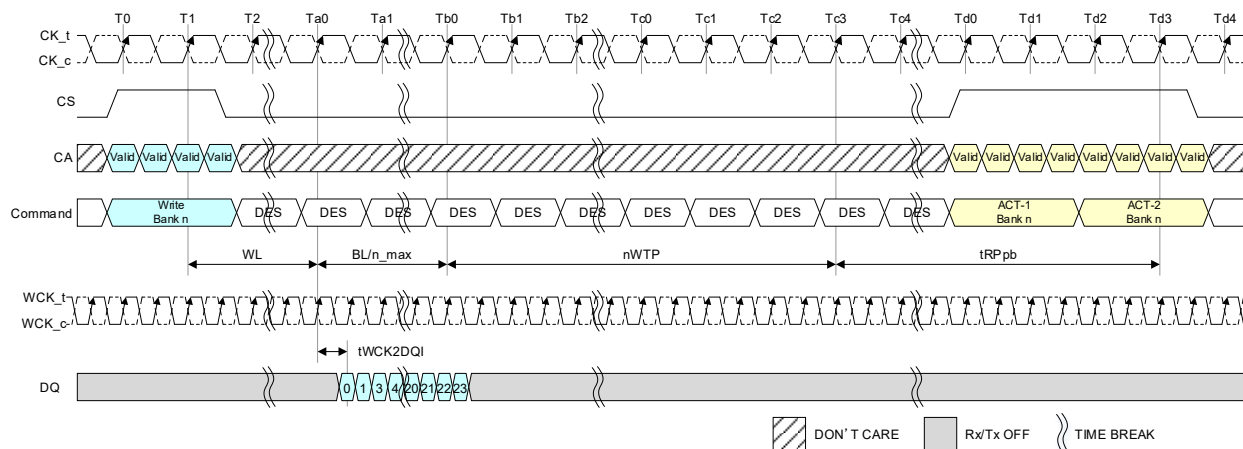 T0 T1 T2 Ta0 Ta1 Tb0 Tb1 Tb2 Tc0 Tc1 Tc2 Tc3 Tc4 Td0 Td1 Td2 Td3 Td4
CK_t
CK_c
CS
CA Valid Valid Valid Valid Valid Valid Valid Valid Valid Valid Valid Valid
Command Write Bank n DES DES DES DES DES DES DES DES DES DES DES ACT-1 Bank n ACT-2 Bank n
WL BL/n_max nWTP tRPpb
WCK_t
WCK_c
tWCK2DQI
DQ 0 1 3 4 20 21 22 23
DON'T CARE Rx/Tx OFF TIME BREAK